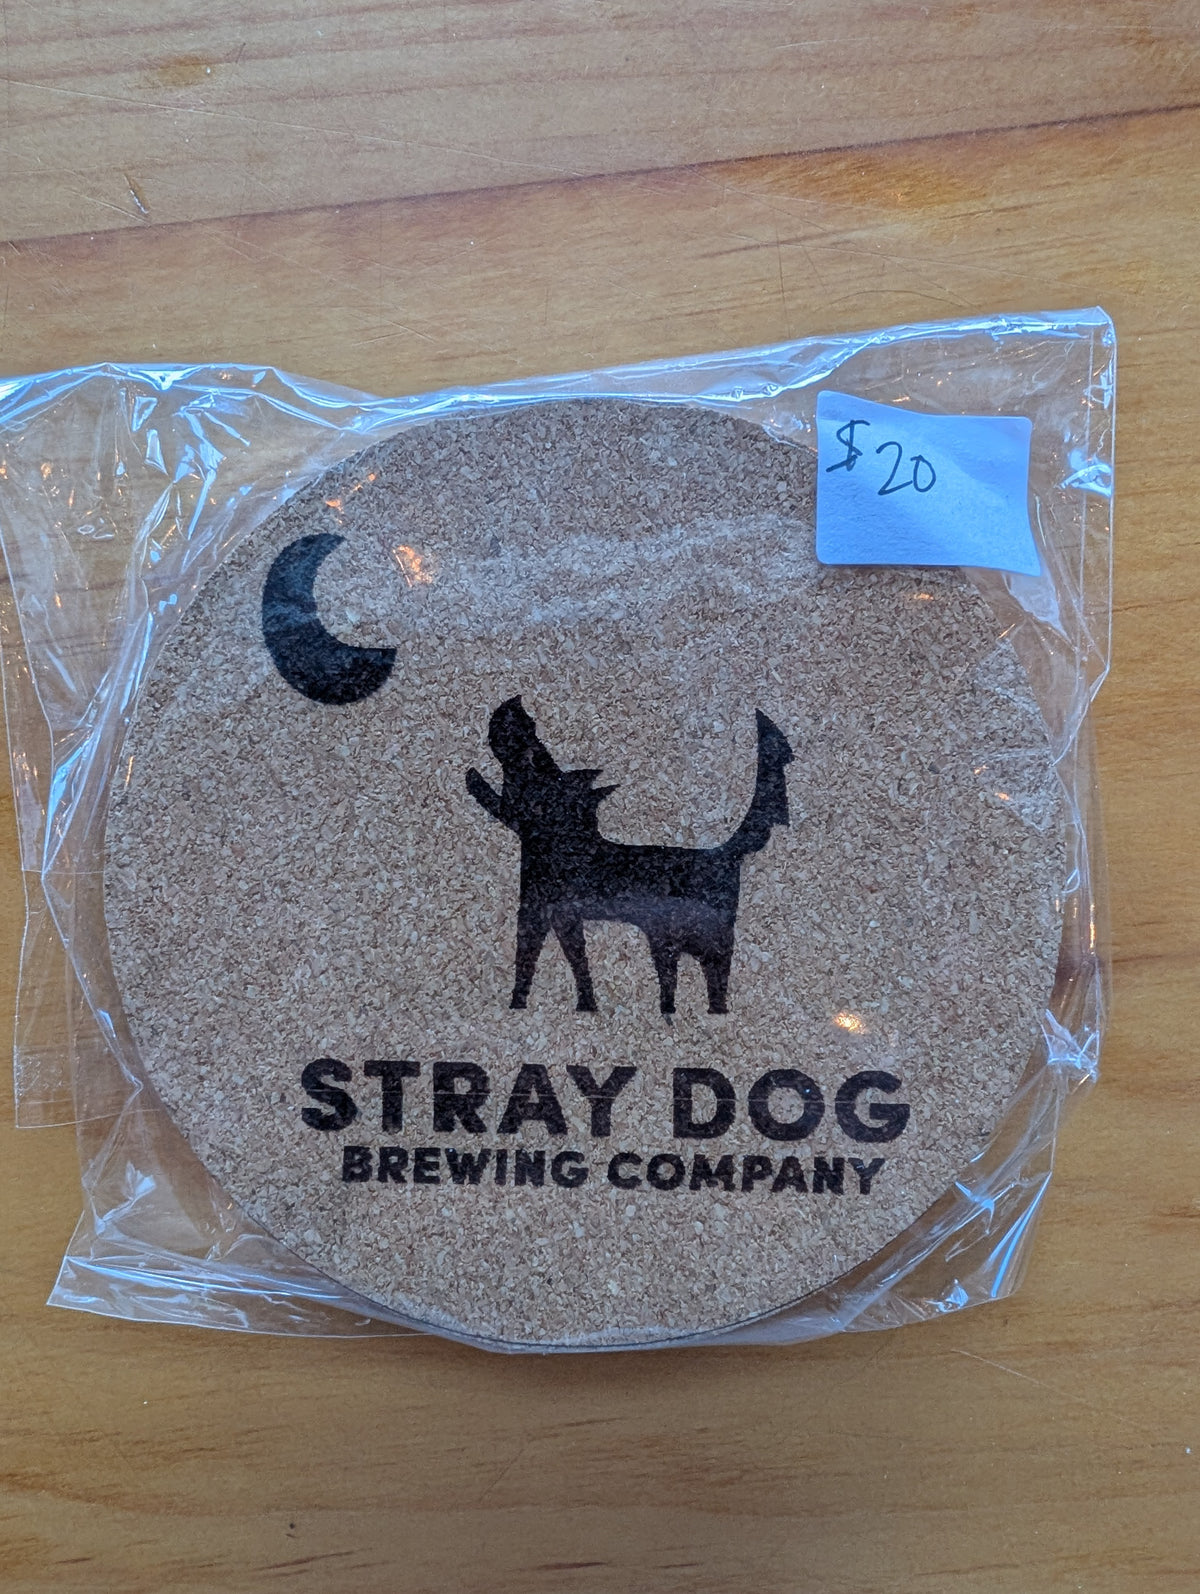 $20
STRAY DOG
BREWING COMPANY